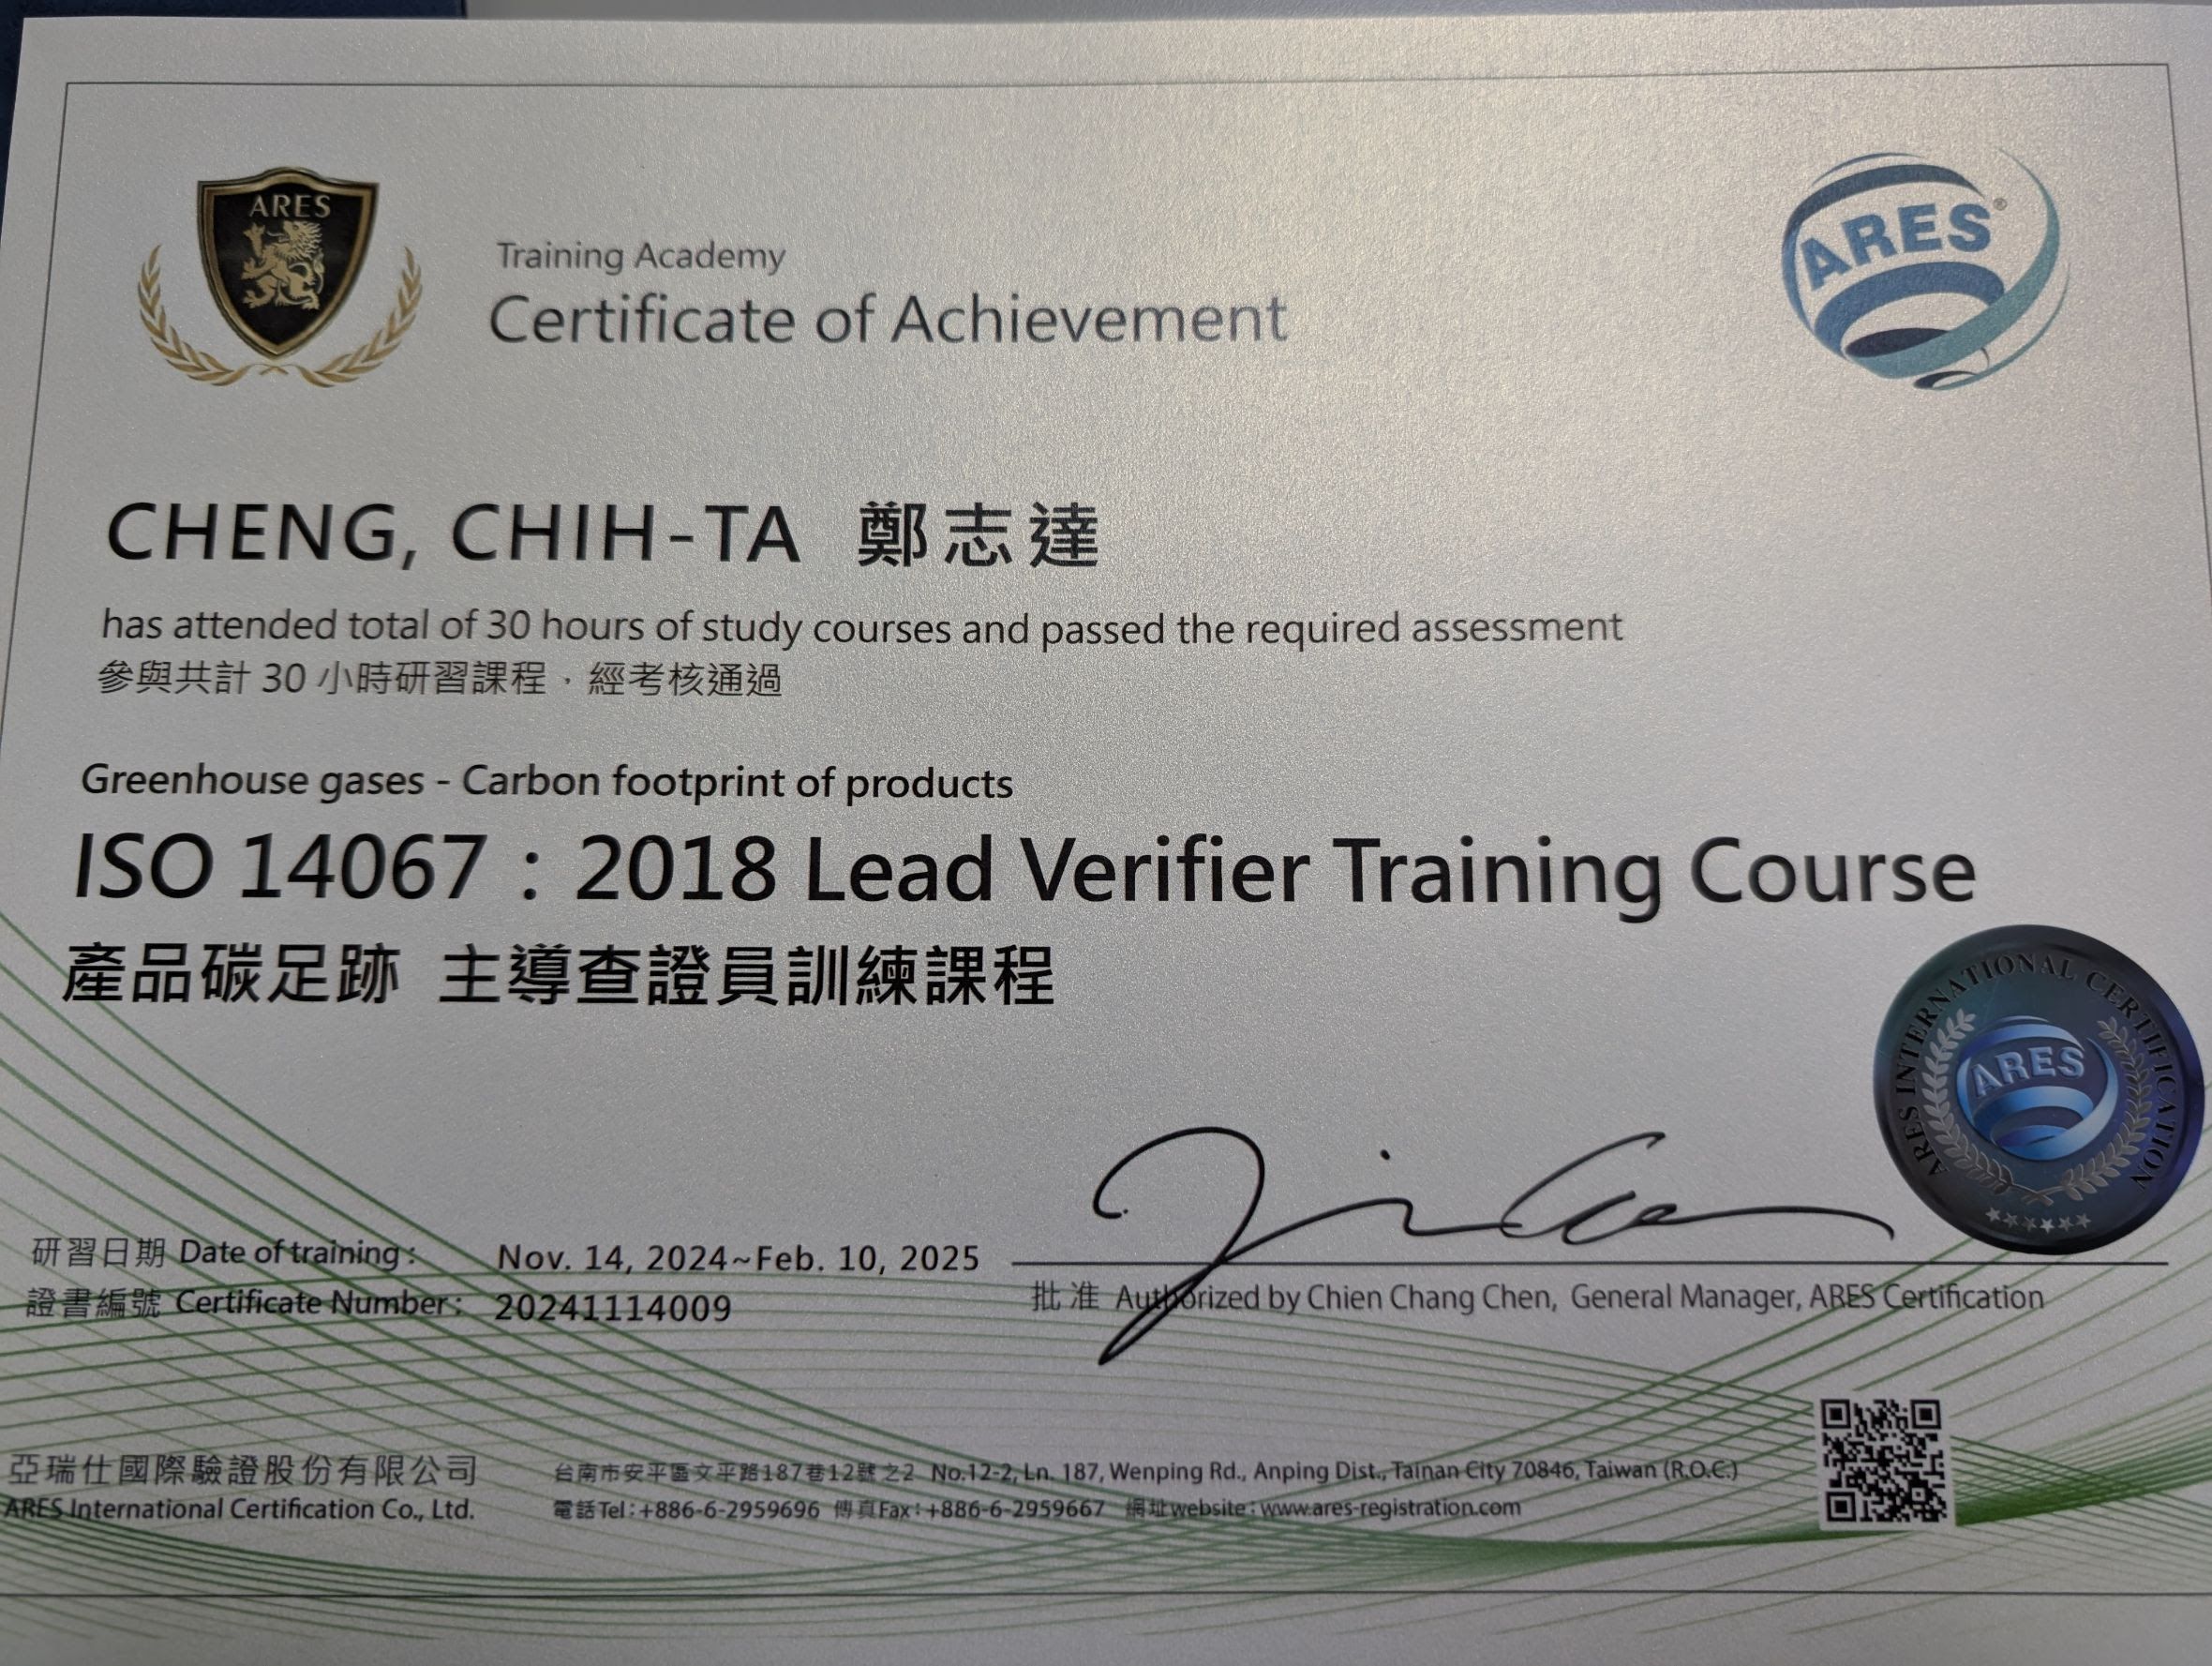 ARES
Training Academy
Certificate of Achievement
ARES®
CHENG, CHIH-TA 鄭志達
has attended total of 30 hours of study courses and passed the required assessment
參與共計 30 小時研習課程，經考核通過
Greenhouse gases - Carbon footprint of products
ISO 14067：2018 Lead Verifier Training Course
產品碳足跡 主導查證員訓練課程
ARES INTERNATIONAL CERTIFICATION
ARES
研習日期 Date of training： Nov. 14, 2024~Feb. 10, 2025
證書編號 Certificate Number： 20241114009
批准 Authorized by Chien Chang Chen, General Manager, ARES Certification
亞瑞仕國際驗證股份有限公司
ARES International Certification Co., Ltd.
台南市安平區文平路187巷12號之2 No.12-2, Ln. 187, Wenping Rd., Anping Dist., Tainan City 70846, Taiwan (R.O.C.)
電話Tel：+886-6-2959696 傳真Fax：+886-6-2959667 網址website：www.ares-registration.com